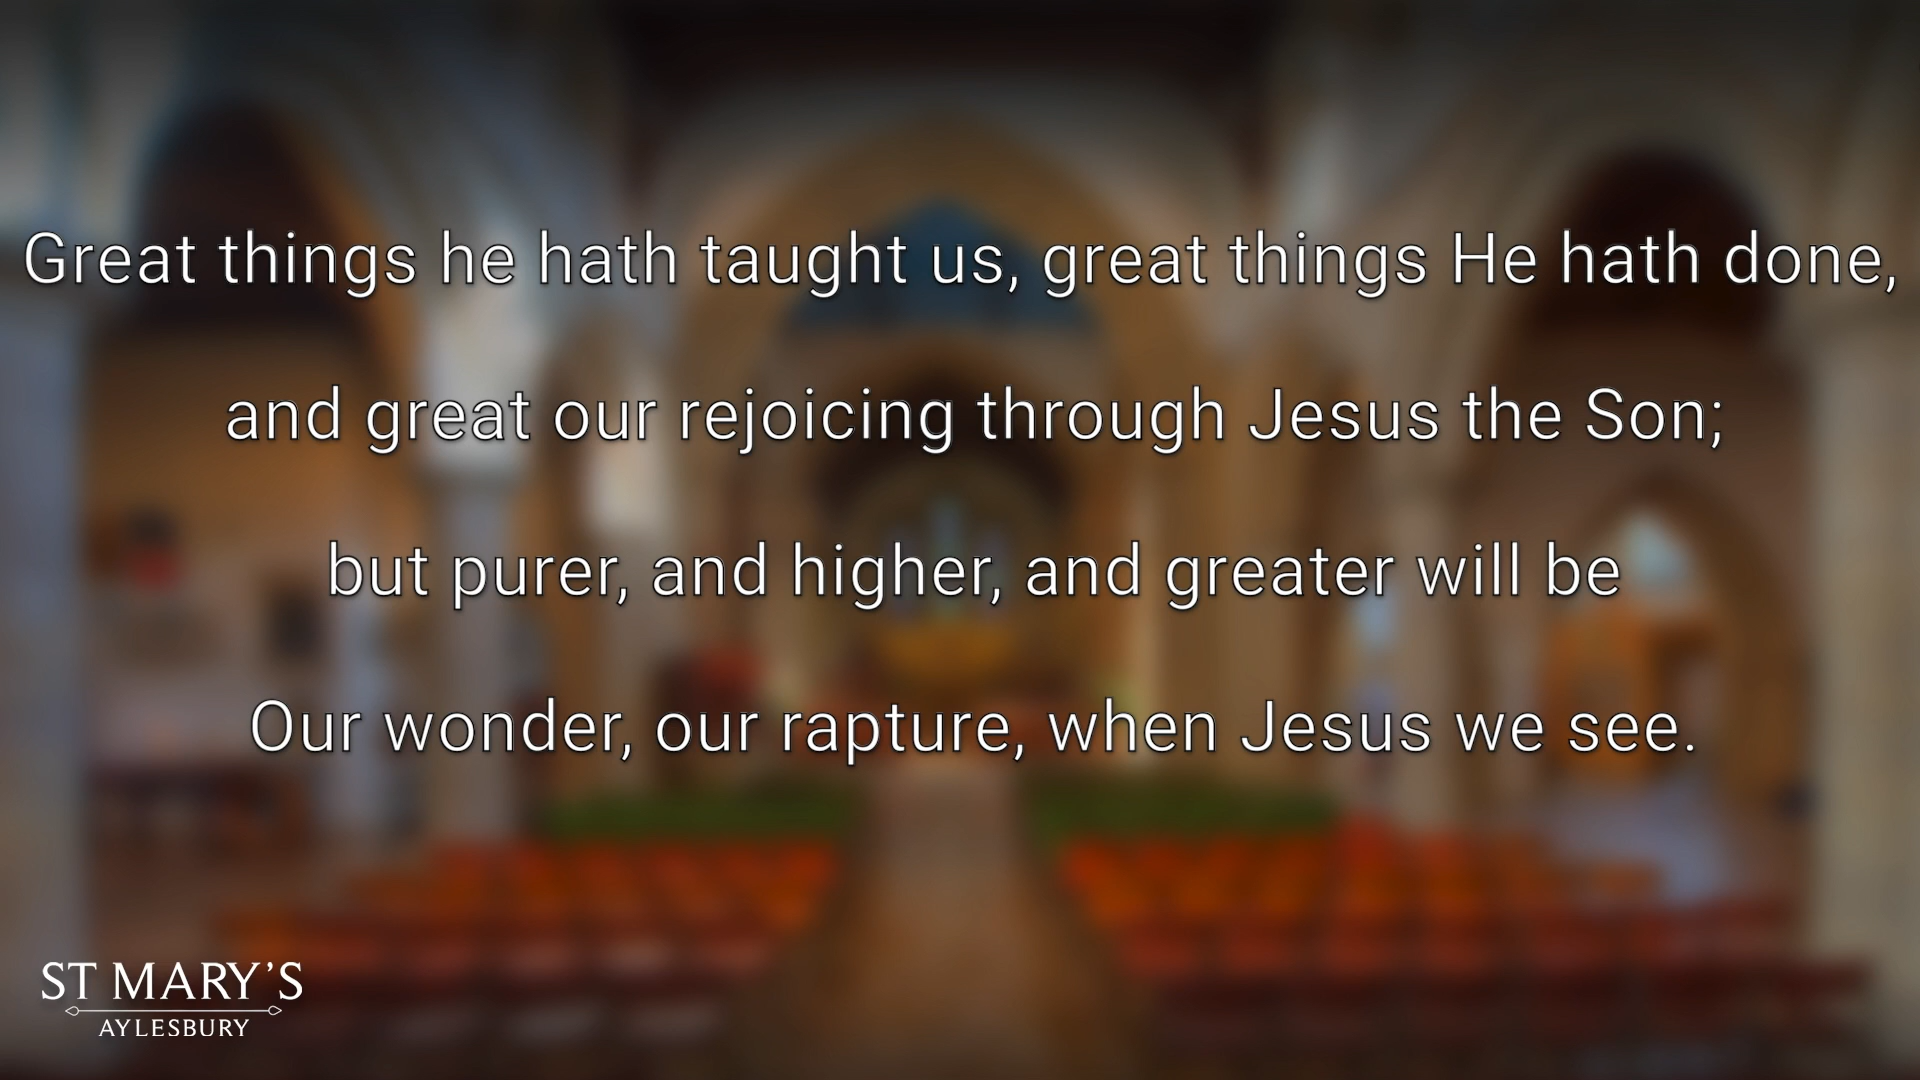 Great things he hath taught us, great things He hath done,
and great our rejoicing through Jesus the Son;
but purer, and higher, and greater will be
Our wonder, our rapture, when Jesus we see.
ST MARY'S
AYLESBURY